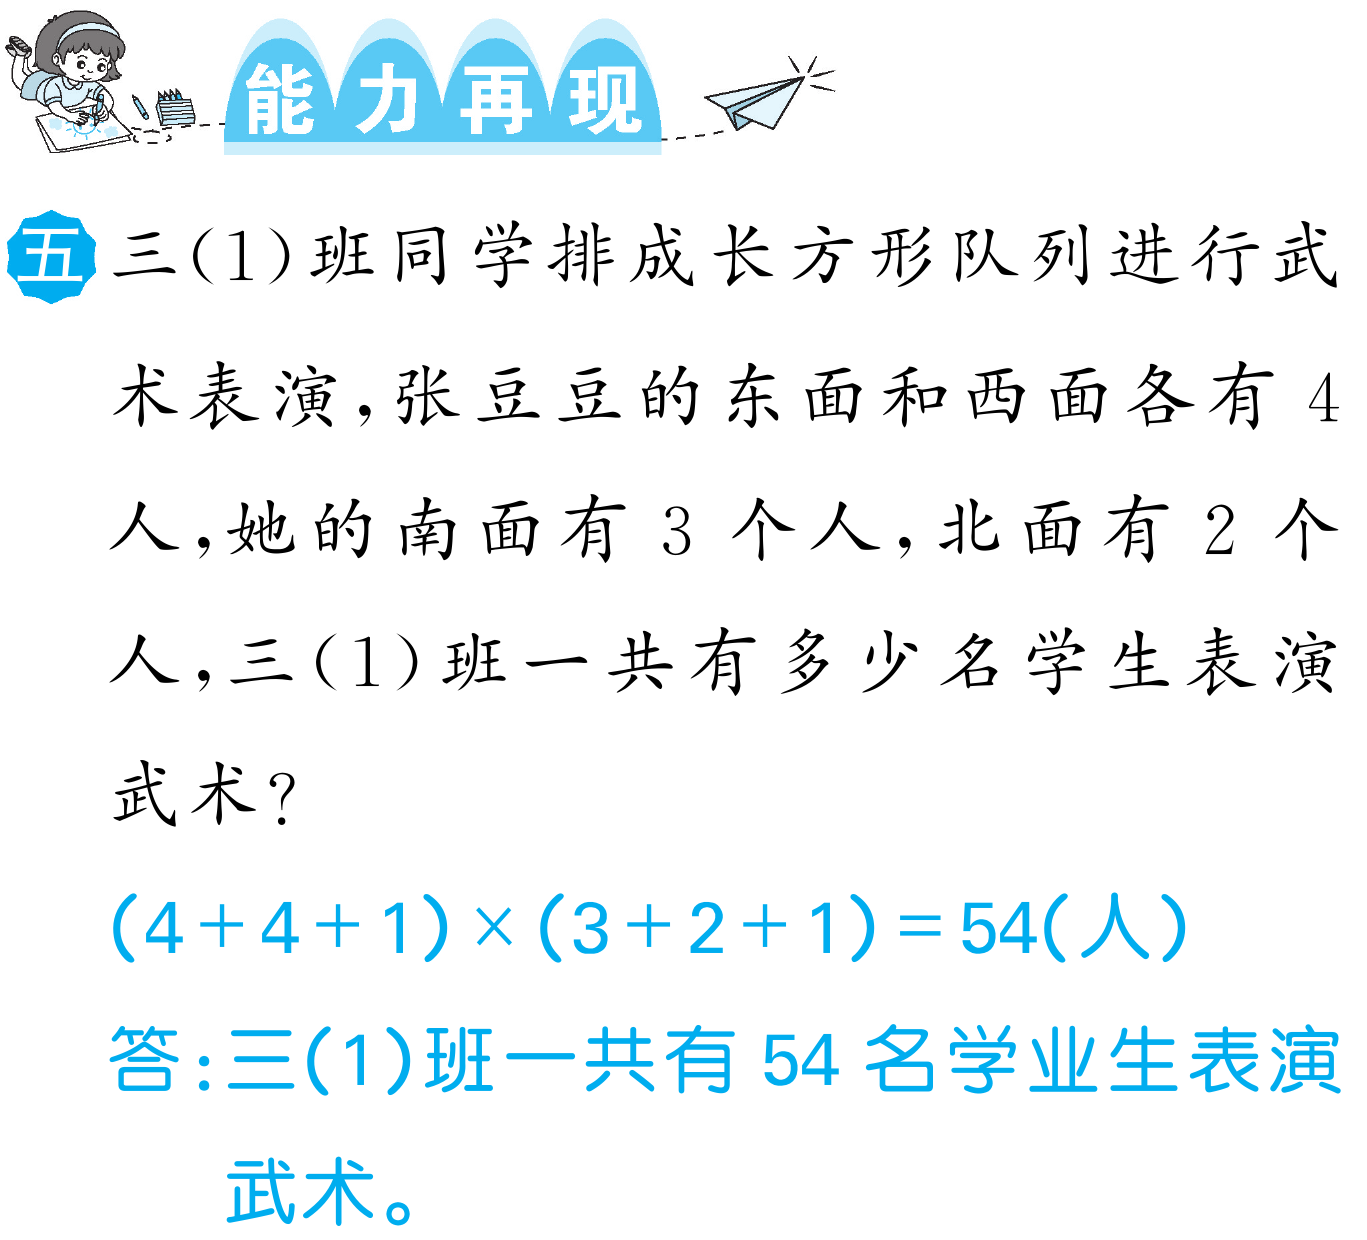 能力再现
五 三(1)班同学排成长方形队列进行武
术表演,张豆豆的东面和西面各有 4
人,她的南面有 3 个人,北面有 2 个
人,三(1)班一共有多少名学生表演
武术?
(4+4+1)×(3+2+1)=54(人)
答:三(1)班一共有 54 名学业生表演
武术。